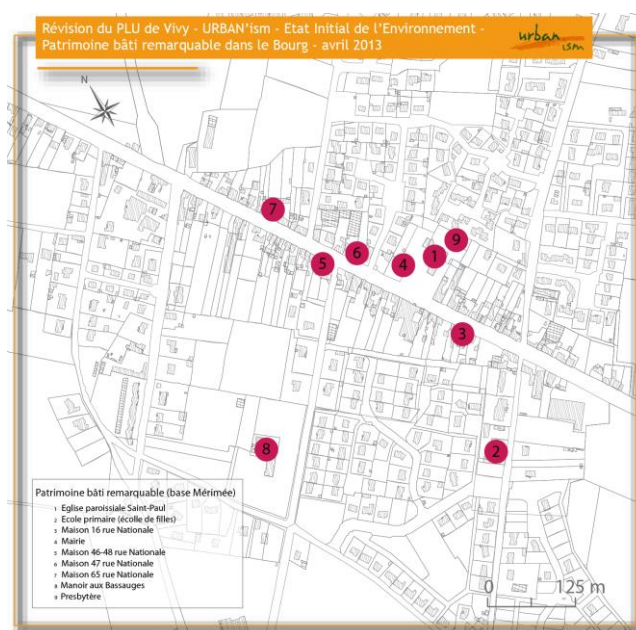 Révision du PLU de Vivy - URBAN'ism - Etat Initial de l'Environnement -
Patrimoine bâti remarquable dans le Bourg - avril 2013
urban
ism
N
7
9
6
1
5
4
3
2
8
Patrimoine bâti remarquable (base Mérimée)
1 Eglise paroissiale Saint-Paul
2 Ecole primaire (écolle de filles)
3 Maison 16 rue Nationale
4 Mairie
5 Maison 46-48 rue Nationale
6 Maison 47 rue Nationale
7 Maison 65 rue Nationale
8 Manoir aux Bassauges
9 Presbytère
0 125 m